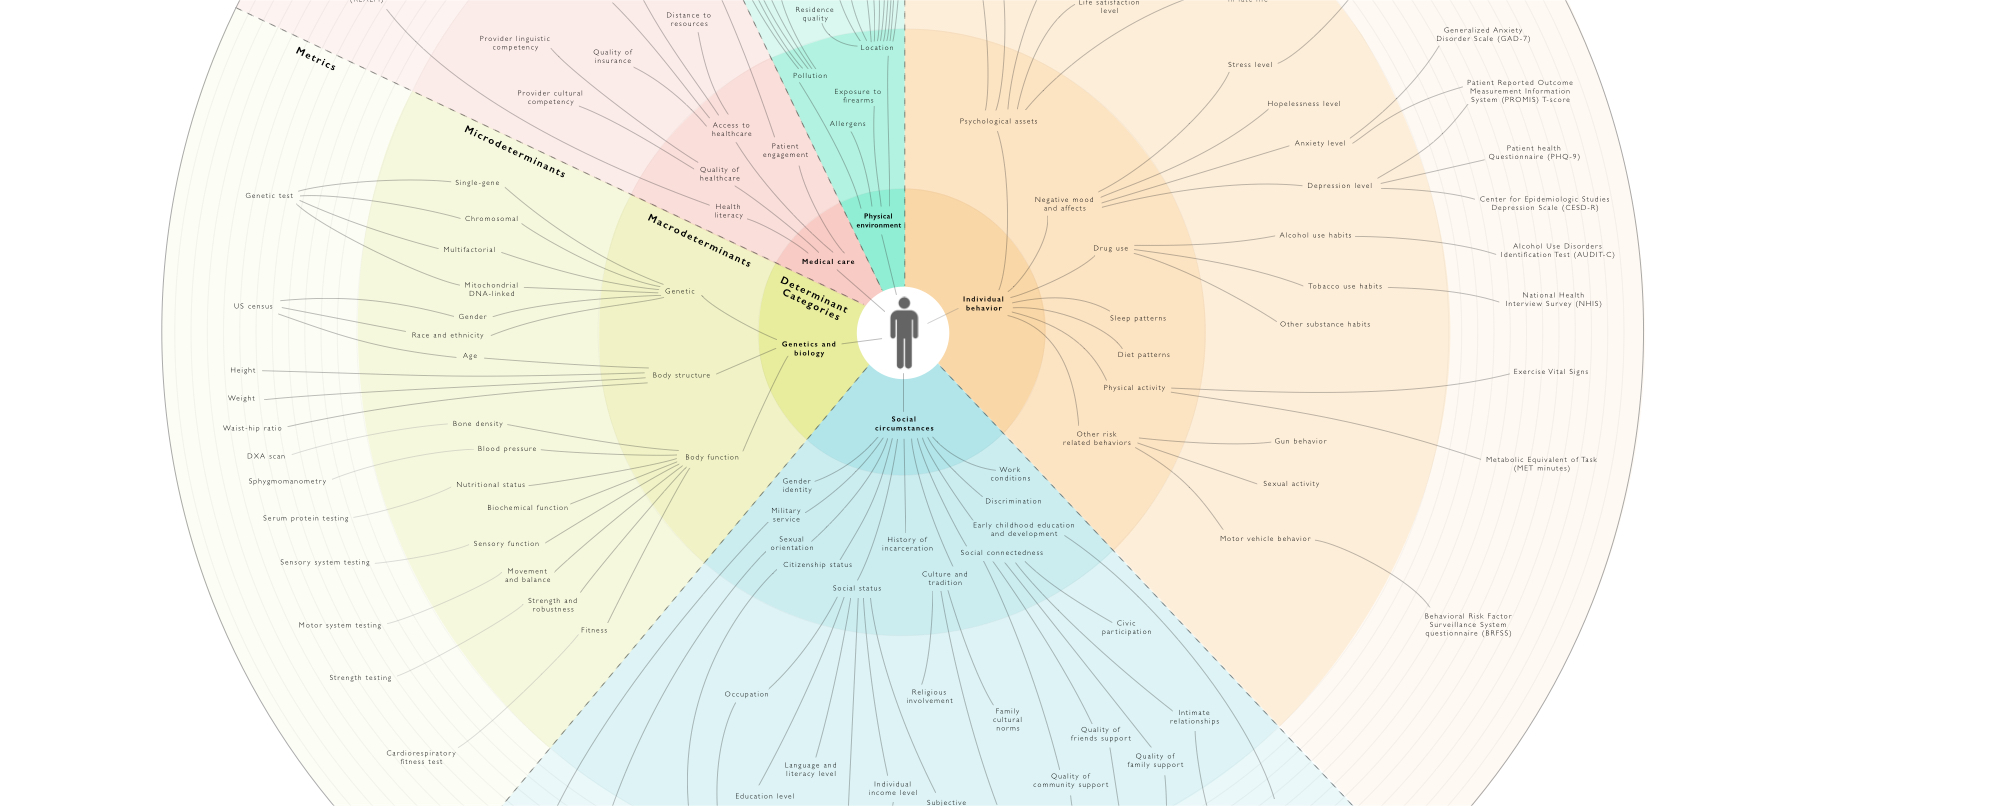 Metrics
Microdeterminants
Macrodeterminants
Determinant
Categories
Medical care
Distance to
resources
Provider linguistic
competency
Quality of
insurance
Provider cultural
competency
Access to
healthcare
Patient
engagement
Quality of
healthcare
Health
literacy
Physical
environment
Residence
quality
Location
Pollution
Exposure to
firearms
Allergens
Individual
behavior
Life satisfaction
level
Psychological assets
Stress level
Hopelessness level
Anxiety level
Depression level
Negative mood
and affects
Generalized Anxiety
Disorder Scale (GAD-7)
Patient Reported Outcome
Measurement Information
System (PROMIS) T-score
Patient health
Questionnaire (PHQ-9)
Center for Epidemiologic Studies
Depression Scale (CESD-R)
Drug use
Alcohol use habits
Alcohol Use Disorders
Identification Test (AUDIT-C)
Tobacco use habits
National Health
Interview Survey (NHIS)
Other substance habits
Sleep patterns
Diet patterns
Physical activity
Exercise Vital Signs
Metabolic Equivalent of Task
(MET minutes)
Other risk
related behaviors
Gun behavior
Sexual activity
Motor vehicle behavior
Behavioral Risk Factor
Surveillance System
questionnaire (BRFSS)
Genetics and
biology
Genetic
Genetic test
Single-gene
Chromosomal
Multifactorial
Mitochondrial
DNA-linked
US census
Gender
Race and ethnicity
Age
Body structure
Height
Weight
Waist-hip ratio
Body function
Bone density
DXA scan
Blood pressure
Sphygmomanometry
Nutritional status
Serum protein testing
Biochemical function
Sensory function
Sensory system testing
Movement
and balance
Motor system testing
Strength and
robustness
Strength testing
Fitness
Cardiorespiratory
fitness test
Social
circumstances
Gender
identity
Military
service
Sexual
orientation
Citizenship status
Social status
History of
incarceration
Culture and
tradition
Social connectedness
Early childhood education
and development
Discrimination
Work
conditions
Civic
participation
Occupation
Religious
involvement
Family
cultural
norms
Intimate
relationships
Quality of
friends support
Quality of
family support
Quality of
community support
Language and
literacy level
Education level
Individual
income level
Subjective